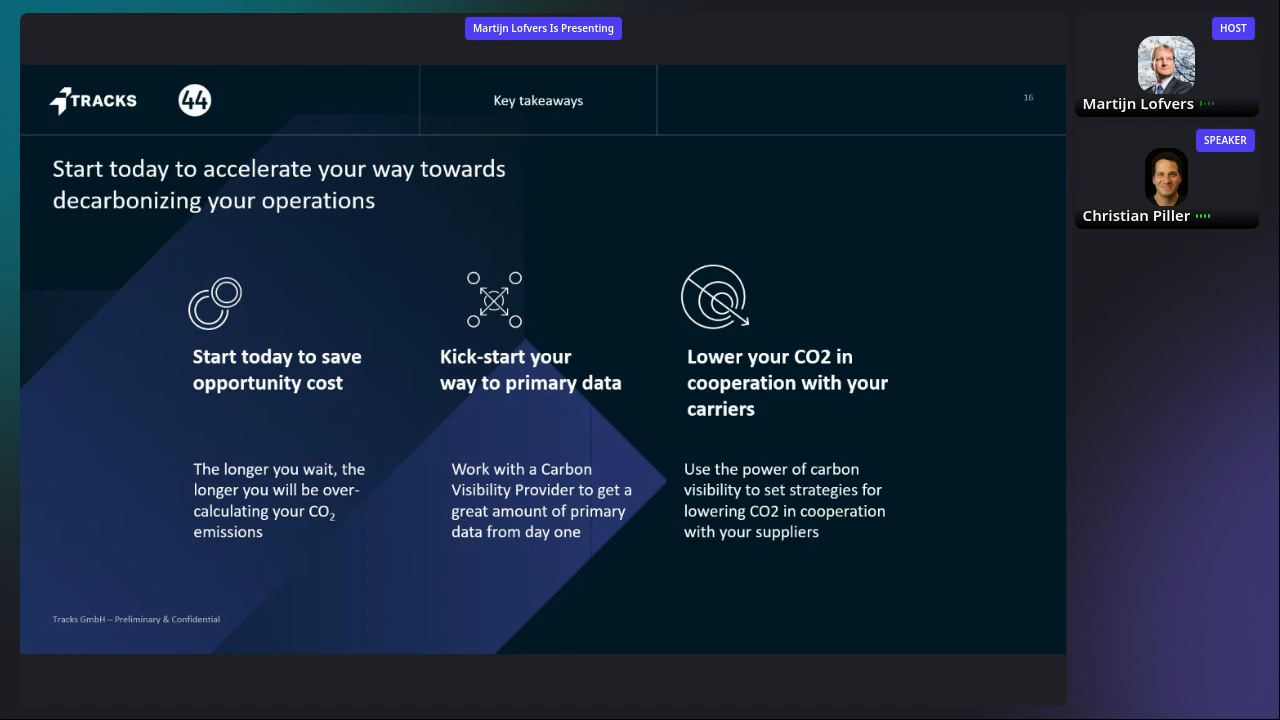 Martijn Lofvers Is Presenting
HOST
Martijn Lofvers
SPEAKER
Christian Piller
TRACKS
44
Key takeaways
16
Start today to accelerate your way towards
decarbonizing your operations
Start today to save
opportunity cost
The longer you wait, the
longer you will be over-
calculating your CO₂
emissions
Kick-start your
way to primary data
Work with a Carbon
Visibility Provider to get a
great amount of primary
data from day one
Lower your CO2 in
cooperation with your
carriers
Use the power of carbon
visibility to set strategies for
lowering CO2 in cooperation
with your suppliers
Tracks GmbH – Preliminary & Confidential